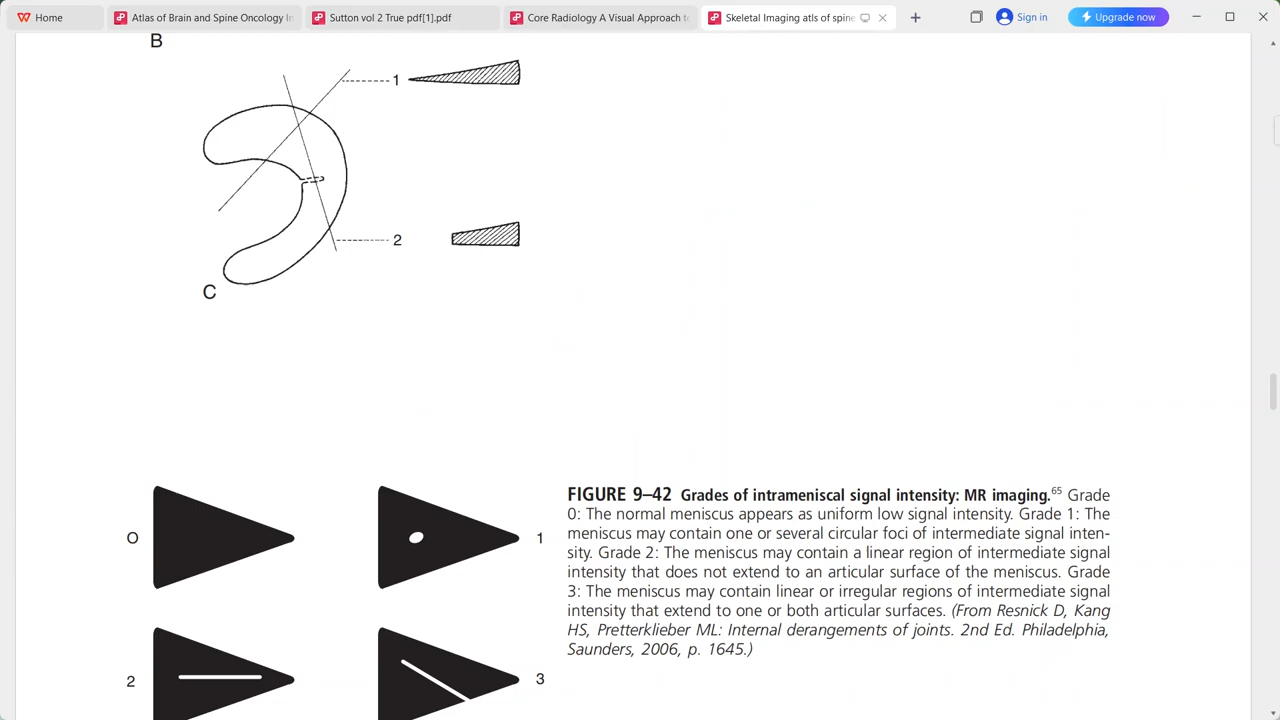 Home
Atlas of Brain and Spine Oncology I
Sutton vol 2 True pdf[1].pdf
Core Radiology A Visual Approach to
Skeletal Imaging atls of spine
Sign in
Upgrade now
B
1
2
C
0
1
2
3
FIGURE 9–42 Grades of intrameniscal signal intensity: MR imaging.65 Grade
0: The normal meniscus appears as uniform low signal intensity. Grade 1: The
meniscus may contain one or several circular foci of intermediate signal inten-
sity. Grade 2: The meniscus may contain a linear region of intermediate signal
intensity that does not extend to an articular surface of the meniscus. Grade
3: The meniscus may contain linear or irregular regions of intermediate signal
intensity that extend to one or both articular surfaces. (From Resnick D, Kang
HS, Pretterklieber ML: Internal derangements of joints. 2nd Ed. Philadelphia,
Saunders, 2006, p. 1645.)